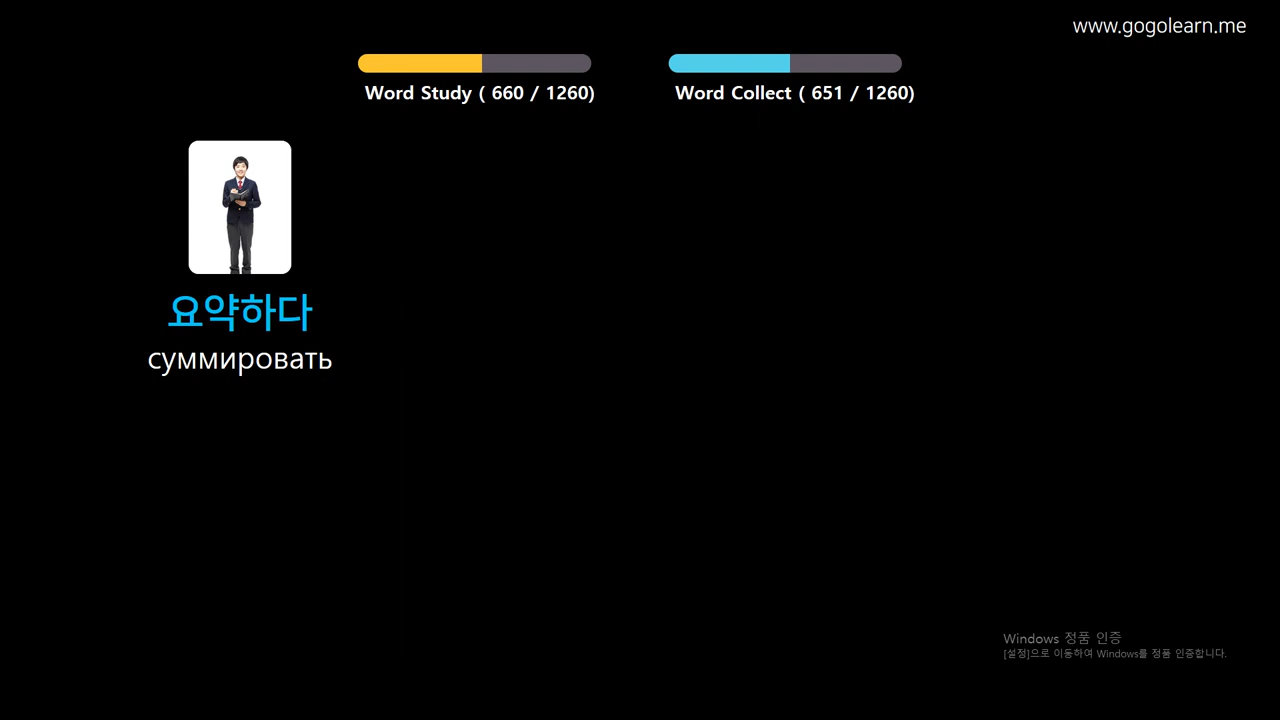 www.gogolearn.me
Word Study ( 660 / 1260)
Word Collect ( 651 / 1260)
요약하다
суммировать
Windows 정품 인증
[설정]으로 이동하여 Windows를 정품 인증합니다.